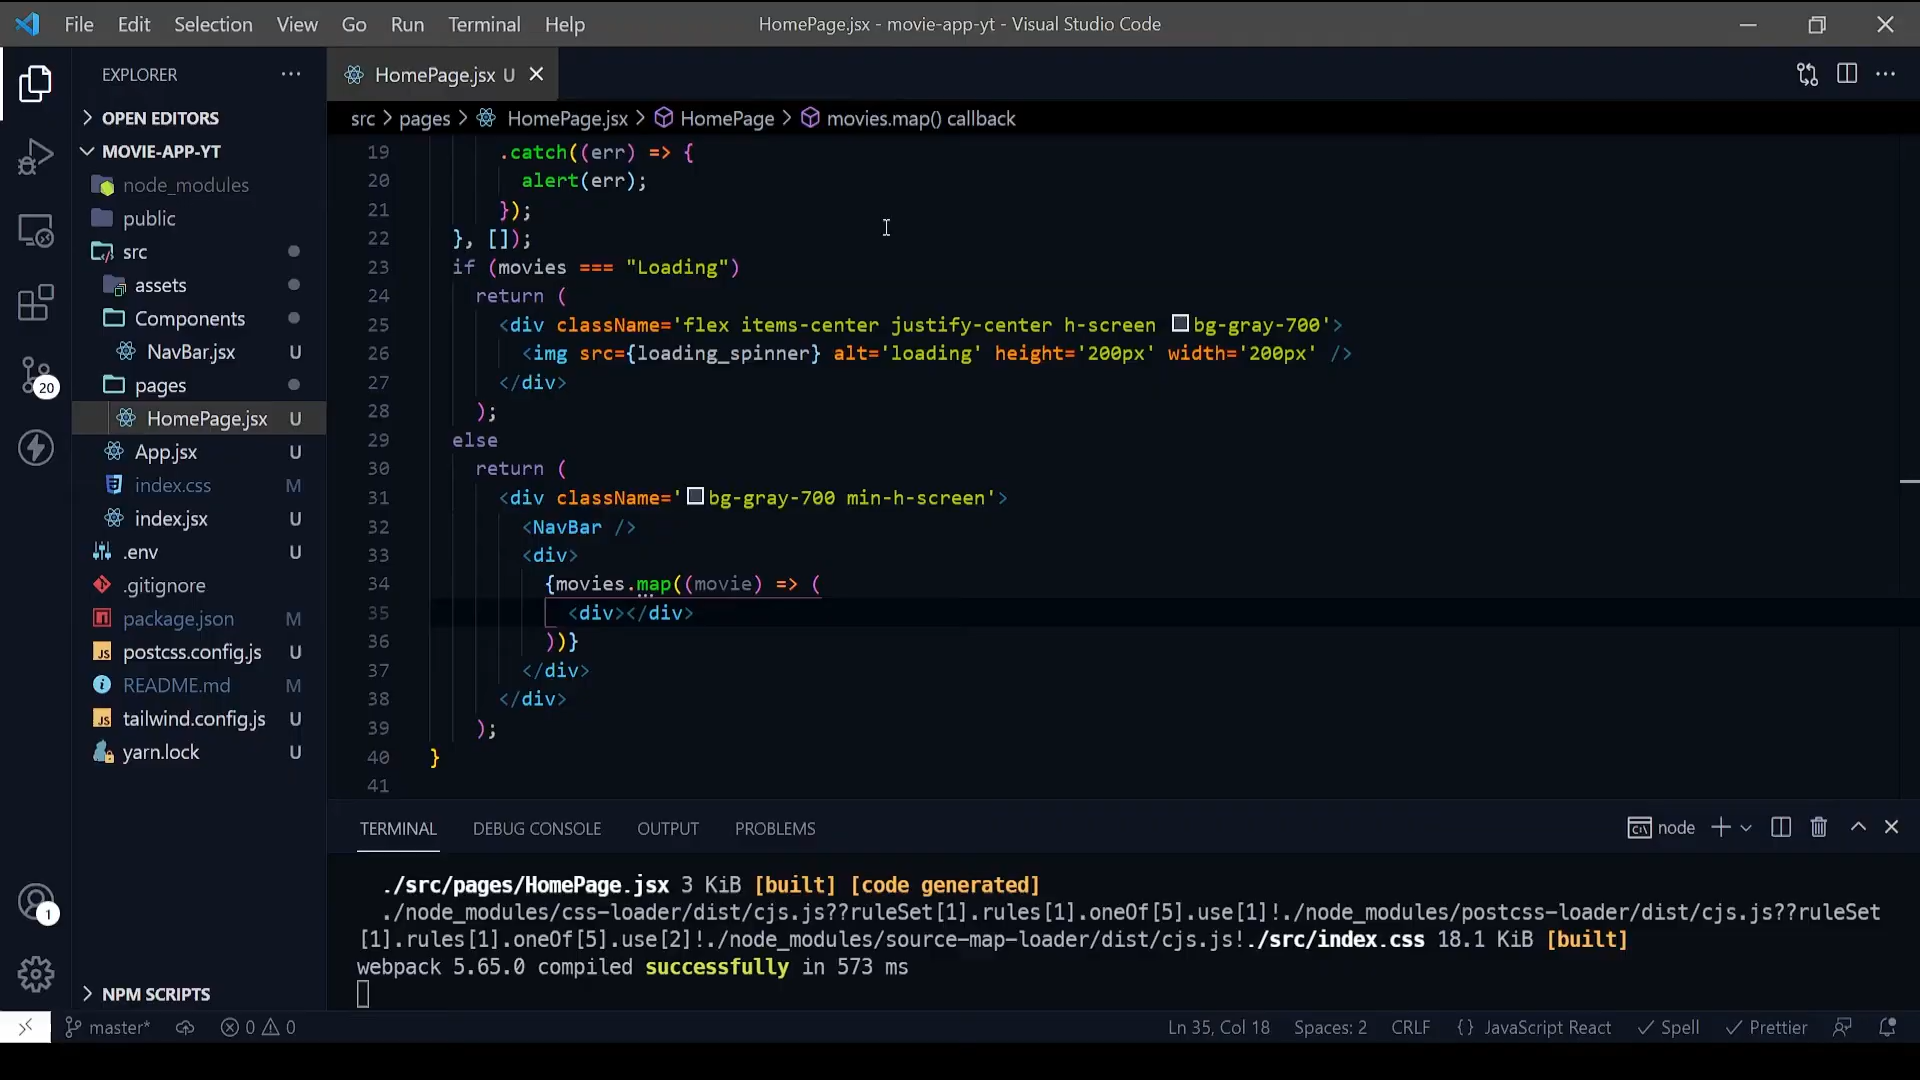 File Edit Selection View Go Run Terminal Help HomePage.jsx - movie-app-yt - Visual Studio Code
EXPLORER
OPEN EDITORS
MOVIE-APP-YT
node_modules
public
src
assets
Components
NavBar.jsx U
pages
HomePage.jsx U
App.jsx U
index.css M
index.jsx U
.env U
.gitignore
package.json M
postcss.config.js U
README.md M
tailwind.config.js U
yarn.lock U
NPM SCRIPTS
20
1
HomePage.jsx U
src > pages > HomePage.jsx > HomePage > movies.map() callback
19 .catch((err) => {
20 alert(err);
21 });
22 }, []);
23 if (movies === "Loading")
24 return (
25 <div className='flex items-center justify-center h-screen bg-gray-700'>
26 <img src={loading_spinner} alt='loading' height='200px' width='200px' />
27 </div>
28 );
29 else
30 return (
31 <div className='bg-gray-700 min-h-screen'>
32 <NavBar />
33 <div>
34 {movies.map((movie) => (
35 <div></div>
36 ))}
37 </div>
38 </div>
39 );
40 }
41
TERMINAL DEBUG CONSOLE OUTPUT PROBLEMS node
./src/pages/HomePage.jsx 3 KiB [built] [code generated]
./node_modules/css-loader/dist/cjs.js??ruleSet[1].rules[1].oneOf[5].use[1]!./node_modules/postcss-loader/dist/cjs.js??ruleSet
[1].rules[1].oneOf[5].use[2]!./node_modules/source-map-loader/dist/cjs.js!./src/index.css 18.1 KiB [built]
webpack 5.65.0 compiled successfully in 573 ms
master* 0 0 Ln 35, Col 18 Spaces: 2 CRLF {} JavaScript React Spell Prettier